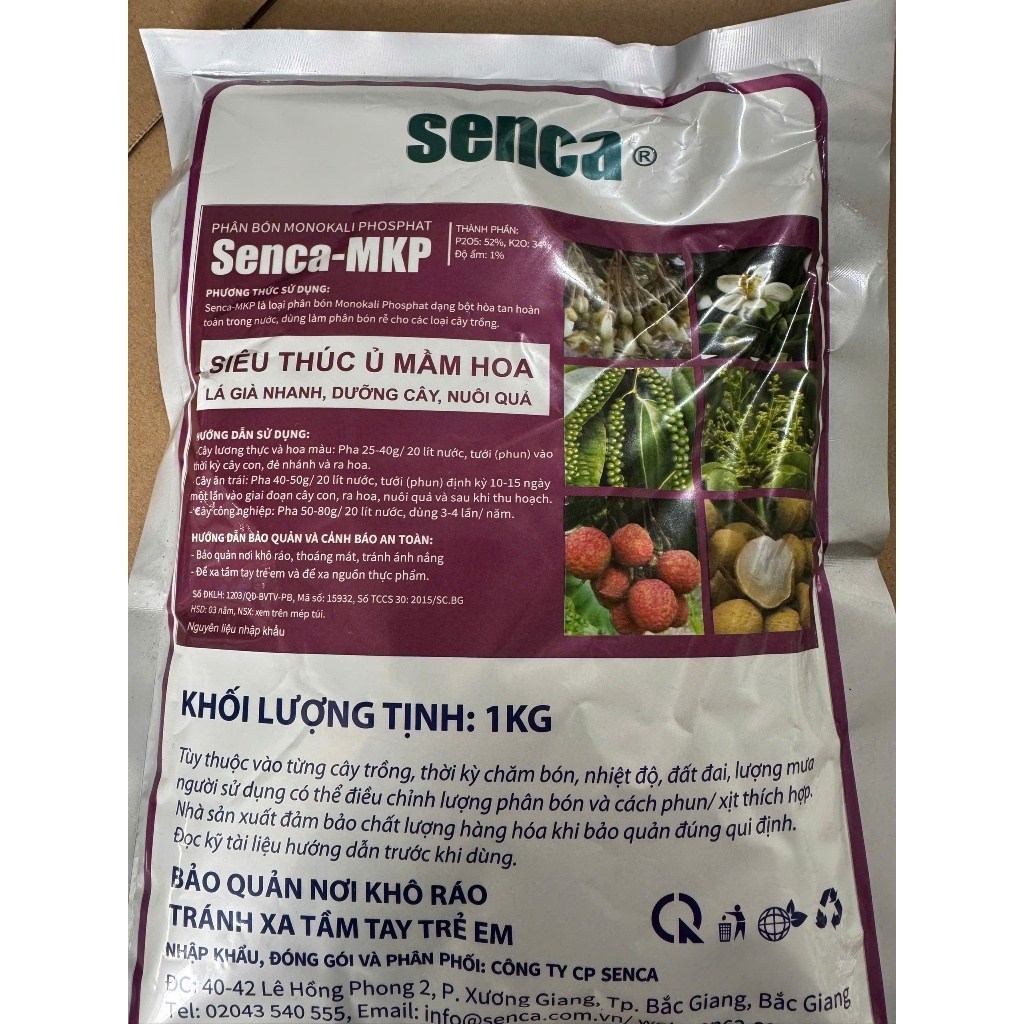 senca®
PHÂN BÓN MONOKALI PHOSPHAT
Senca-MKP
THÀNH PHẦN:
P2O5: 52%, K2O: 34%
Độ ẩm: 1%
PHƯƠNG THỨC SỬ DỤNG:
Senca-MKP là loại phân bón Monokali Phosphat dạng bột hòa tan hoàn
toàn trong nước, dùng làm phân bón rễ cho các loại cây trồng.
SIÊU THÚC Ủ MẦM HOA
LÁ GIÀ NHANH, DƯỠNG CÂY, NUÔI QUẢ
HƯỚNG DẪN SỬ DỤNG:
-Cây lương thực và hoa màu: Pha 25-40g/ 20 lít nước, tưới (phun) vào
thời kỳ cây con, đẻ nhánh và ra hoa.
-Cây ăn trái: Pha 40-50g/ 20 lít nước, tưới (phun) định kỳ 10-15 ngày
một lần vào giai đoạn cây con, ra hoa, nuôi quả và sau khi thu hoạch.
-Cây công nghiệp: Pha 50-80g/ 20 lít nước, dùng 3-4 lần/ năm.
HƯỚNG DẪN BẢO QUẢN VÀ CẢNH BÁO AN TOÀN:
- Bảo quản nơi khô ráo, thoáng mát, tránh ánh nắng
- Để xa tầm tay trẻ em và để xa nguồn thực phẩm.
Số ĐKLH: 1203/QĐ-BVTV-PB, Mã số: 15932, Số TCCS 30: 2015/SC.BG
HSD: 03 năm, NSX: xem trên mép túi.
Nguyên liệu nhập khẩu
KHỐI LƯỢNG TỊNH: 1KG
Tùy thuộc vào từng cây trồng, thời kỳ chăm bón, nhiệt độ, đất đai, lượng mưa
người sử dụng có thể điều chỉnh lượng phân bón và cách phun/ xịt thích hợp.
Nhà sản xuất đảm bảo chất lượng hàng hóa khi bảo quản đúng qui định.
Đọc kỹ tài liệu hướng dẫn trước khi dùng.
BẢO QUẢN NƠI KHÔ RÁO
TRÁNH XA TẦM TAY TRẺ EM
NHẬP KHẨU, ĐÓNG GÓI VÀ PHÂN PHỐI: CÔNG TY CP SENCA
ĐC: 40-42 Lê Hồng Phong 2, P. Xương Giang, Tp. Bắc Giang, Bắc Giang
Tel: 02043 540 555, Email: info@senca.com.vn/